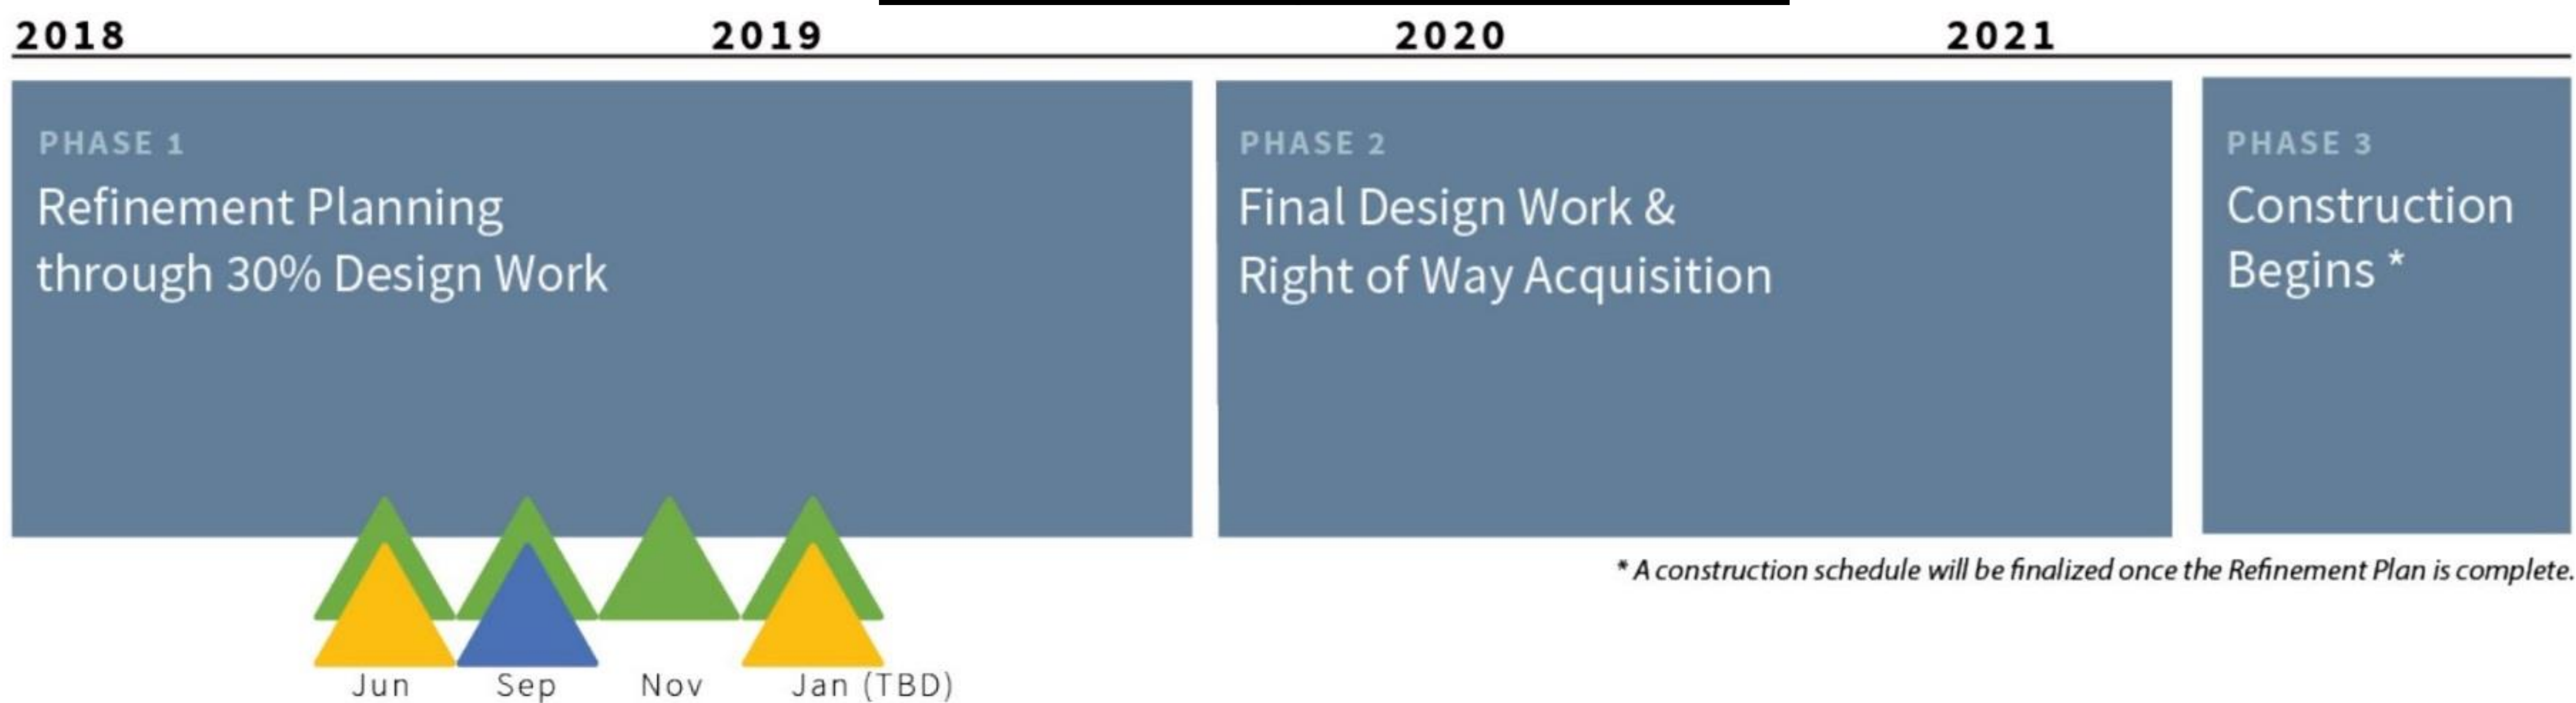 2018 2019 2020 2021
PHASE 1
Refinement Planning
through 30% Design Work
PHASE 2
Final Design Work &
Right of Way Acquisition
PHASE 3
Construction
Begins *
* A construction schedule will be finalized once the Refinement Plan is complete.
Jun Sep Nov Jan (TBD)